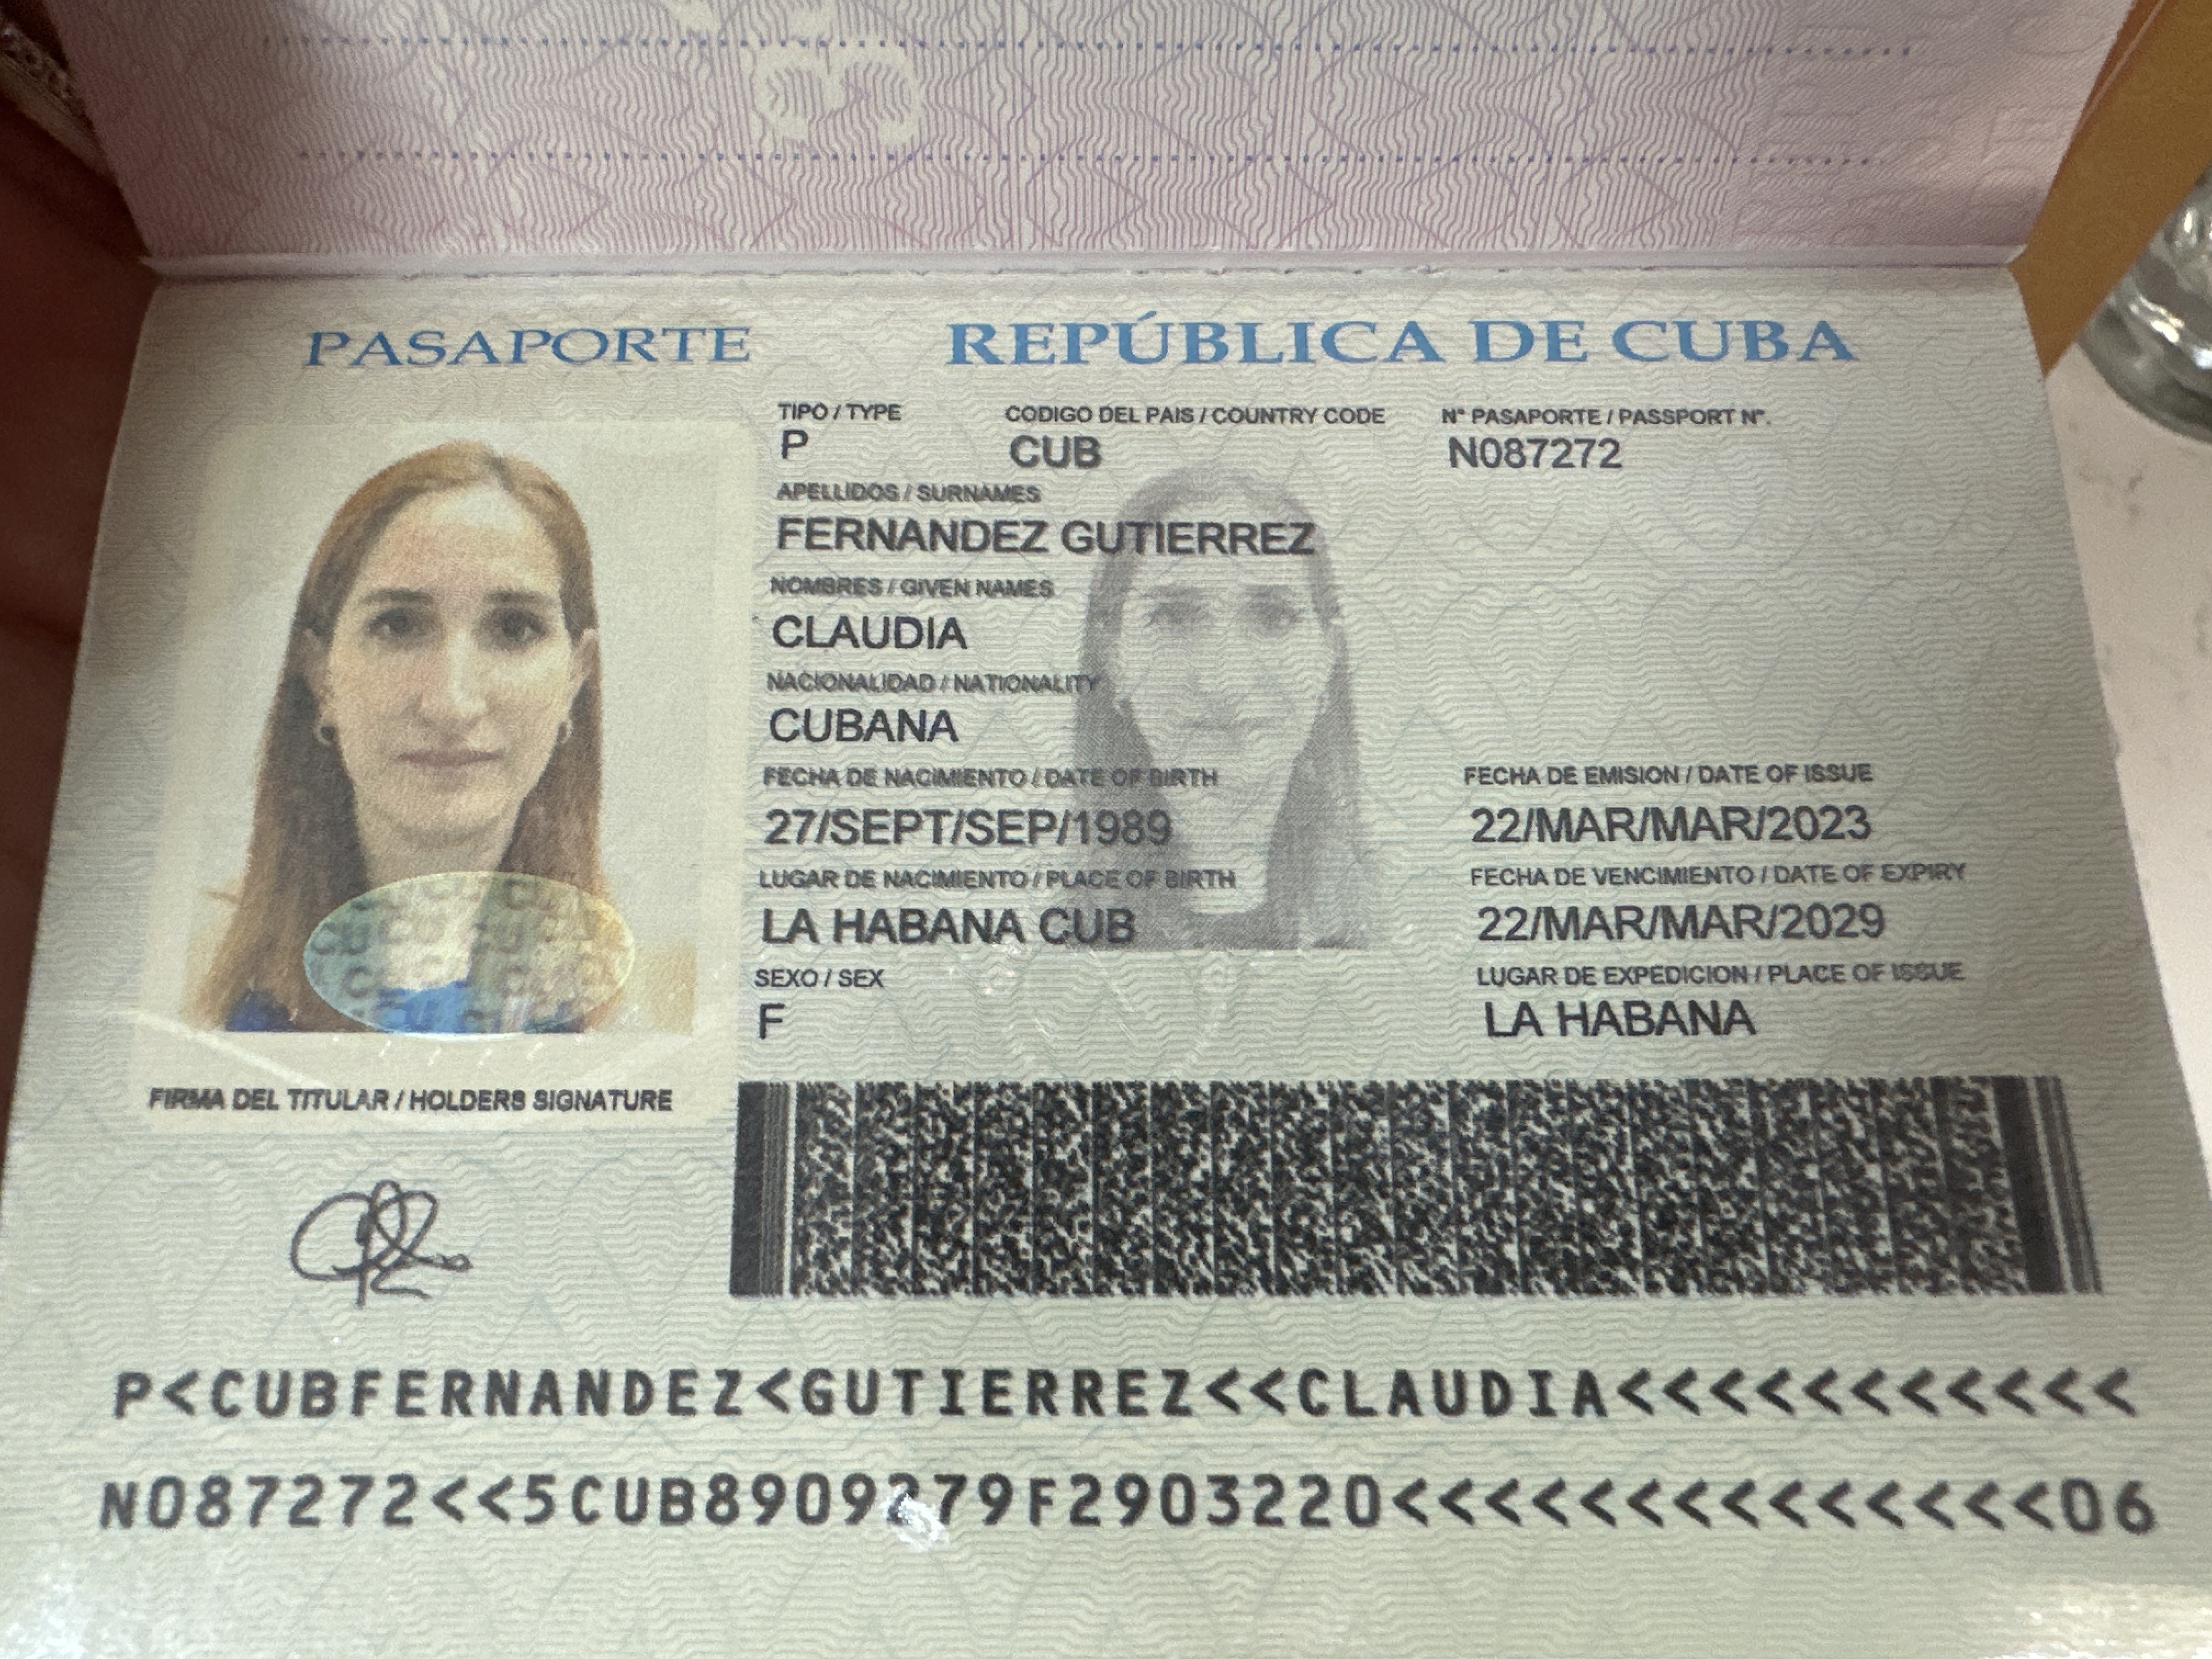 PASAPORTE REPÚBLICA DE CUBA
TIPO / TYPE CODIGO DEL PAIS / COUNTRY CODE Nº PASAPORTE / PASSPORT Nº.
P CUB N087272
APELLIDOS / SURNAMES
FERNANDEZ GUTIERREZ
NOMBRES / GIVEN NAMES
CLAUDIA
NACIONALIDAD / NATIONALITY
CUBANA
FECHA DE NACIMIENTO / DATE OF BIRTH FECHA DE EMISION / DATE OF ISSUE
27/SEPT/SEP/1989 22/MAR/MAR/2023
LUGAR DE NACIMIENTO / PLACE OF BIRTH FECHA DE VENCIMIENTO / DATE OF EXPIRY
LA HABANA CUB 22/MAR/MAR/2029
SEXO / SEX LUGAR DE EXPEDICION / PLACE OF ISSUE
F LA HABANA
FIRMA DEL TITULAR / HOLDERS SIGNATURE
P<CUBFERNANDEZ<GUTIERREZ<<CLAUDIA<<<<<<<<<<<
N087272<<5CUB8909279F2903220<<<<<<<<<<<<<<06